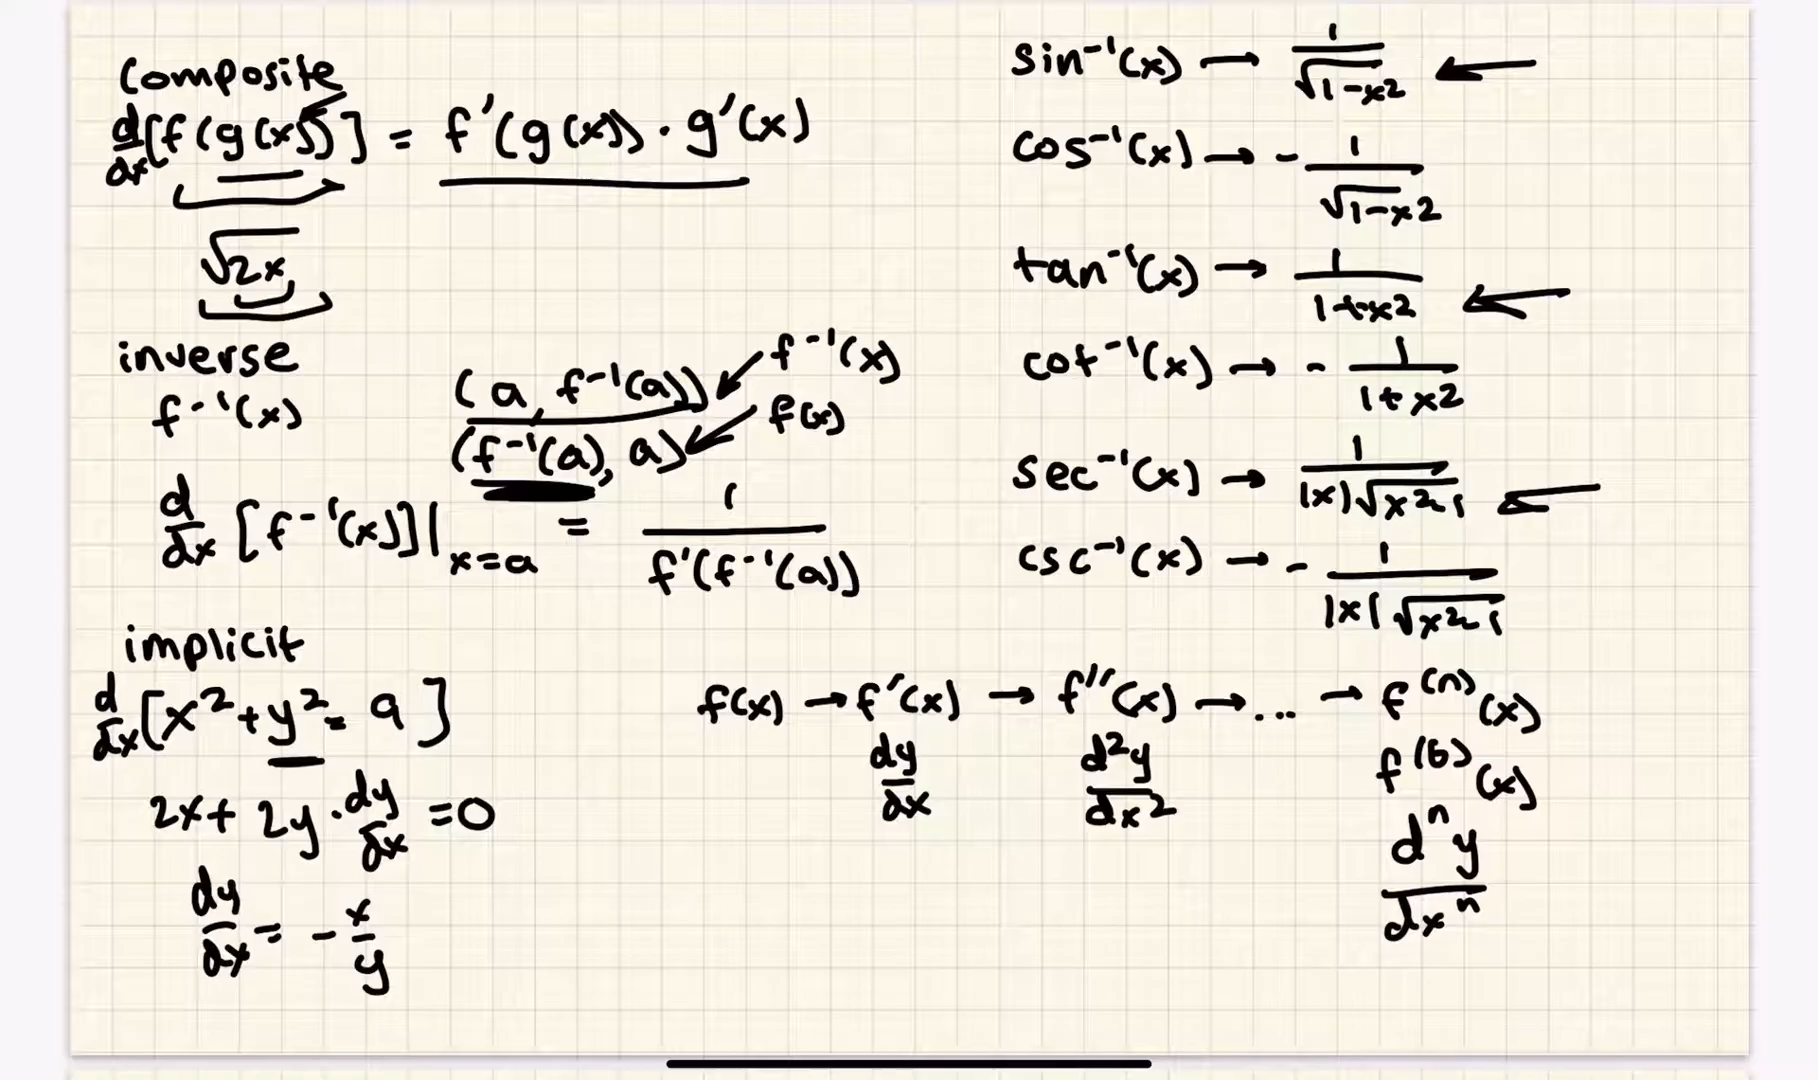 composite
d/dx[f(g(x))] = f'(g(x)) · g'(x)
√2x
inverse
f⁻¹(x)
(a, f⁻¹(a)) f⁻¹(x)
(f⁻¹(a), a) f(x)
d/dx [f⁻¹(x)]|x=a = 1/f'(f⁻¹(a))
implicit
d/dx[x²+y²=9]
2x+2y·dy/dx=0
dy/dx=-x/y
sin⁻¹(x) → 1/√1-x²
cos⁻¹(x) → -1/√1-x²
tan⁻¹(x) → 1/1+x²
cot⁻¹(x) → -1/1+x²
sec⁻¹(x) → 1/|x|√x²-1
csc⁻¹(x) → -1/|x|√x²-1
f(x) → f'(x) → f''(x) → ... → f⁽ⁿ⁾(x)
f⁽⁶⁾(x)
dy/dx d²y/dx² dⁿy/dxⁿ